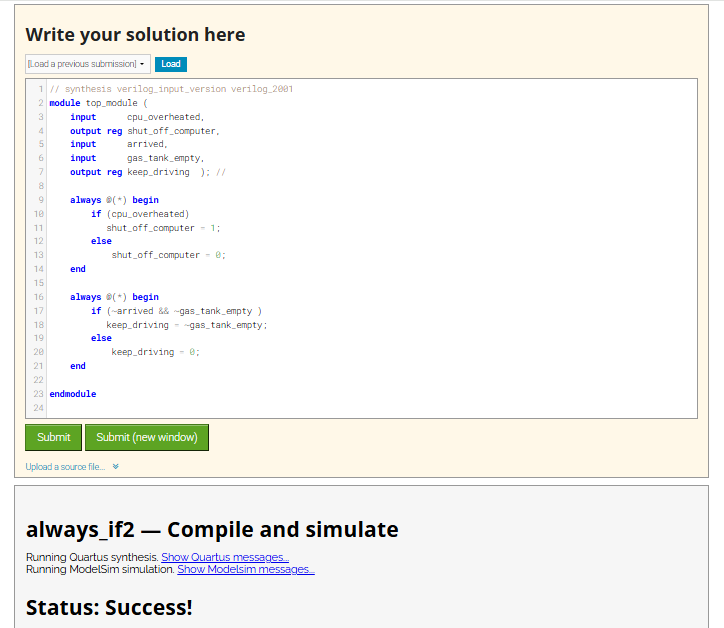 Write your solution here
[Load a previous submission] Load
1 // synthesis verilog_input_version verilog_2001
2 module top_module (
3     input      cpu_overheated,
4     output reg shut_off_computer,
5     input      arrived,
6     input      gas_tank_empty,
7     output reg keep_driving  ); //
8
9     always @(*) begin
10         if (cpu_overheated)
11            shut_off_computer = 1;
12         else
13             shut_off_computer = 0;
14     end
15
16     always @(*) begin
17         if (~arrived && ~gas_tank_empty )
18            keep_driving = ~gas_tank_empty;
19         else
20             keep_driving = 0;
21     end
22
23 endmodule
24
Submit Submit (new window)
Upload a source file...
always_if2 — Compile and simulate
Running Quartus synthesis. Show Quartus messages...
Running ModelSim simulation. Show Modelsim messages...
Status: Success!